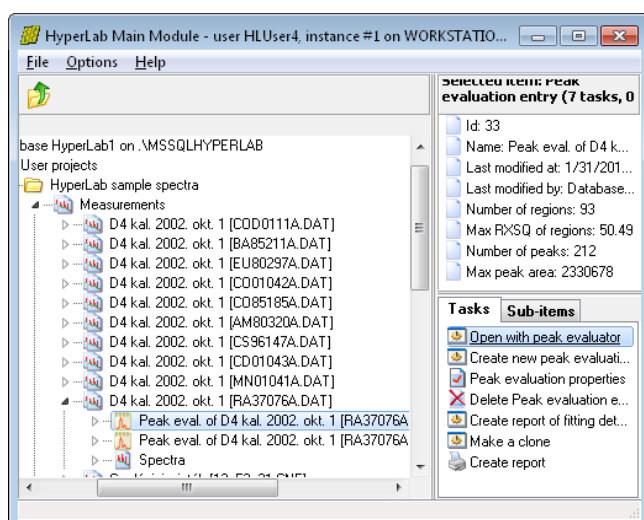 HyperLab Main Module - user HLUser4, instance #1 on WORKSTATIO...
File Options Help
base HyperLab1 on .\MSSQLHYPERLAB
User projects
HyperLab sample spectra
Measurements
D4 kal. 2002. okt. 1 [COD0111A.DAT]
D4 kal. 2002. okt. 1 [BA85211A.DAT]
D4 kal. 2002. okt. 1 [EU80297A.DAT]
D4 kal. 2002. okt. 1 [CO01042A.DAT]
D4 kal. 2002. okt. 1 [CO85185A.DAT]
D4 kal. 2002. okt. 1 [AM80320A.DAT]
D4 kal. 2002. okt. 1 [CS96147A.DAT]
D4 kal. 2002. okt. 1 [CD01043A.DAT]
D4 kal. 2002. okt. 1 [MN01041A.DAT]
D4 kal. 2002. okt. 1 [RA37076A.DAT]
Peak eval. of D4 kal. 2002. okt. 1 [RA37076A
Peak eval. of D4 kal. 2002. okt. 1 [RA37076A
Spectra
Selected item: Peak
evaluation entry (7 tasks, 0
Id: 33
Name: Peak eval. of D4 k...
Last modified at: 1/31/201...
Last modified by: Database...
Number of regions: 93
Max RXSQ of regions: 50.49
Number of peaks: 212
Max peak area: 2330678
Tasks Sub-items
Open with peak evaluator
Create new peak evaluati...
Peak evaluation properties
Delete Peak evaluation e...
Create report of fitting det...
Make a clone
Create report